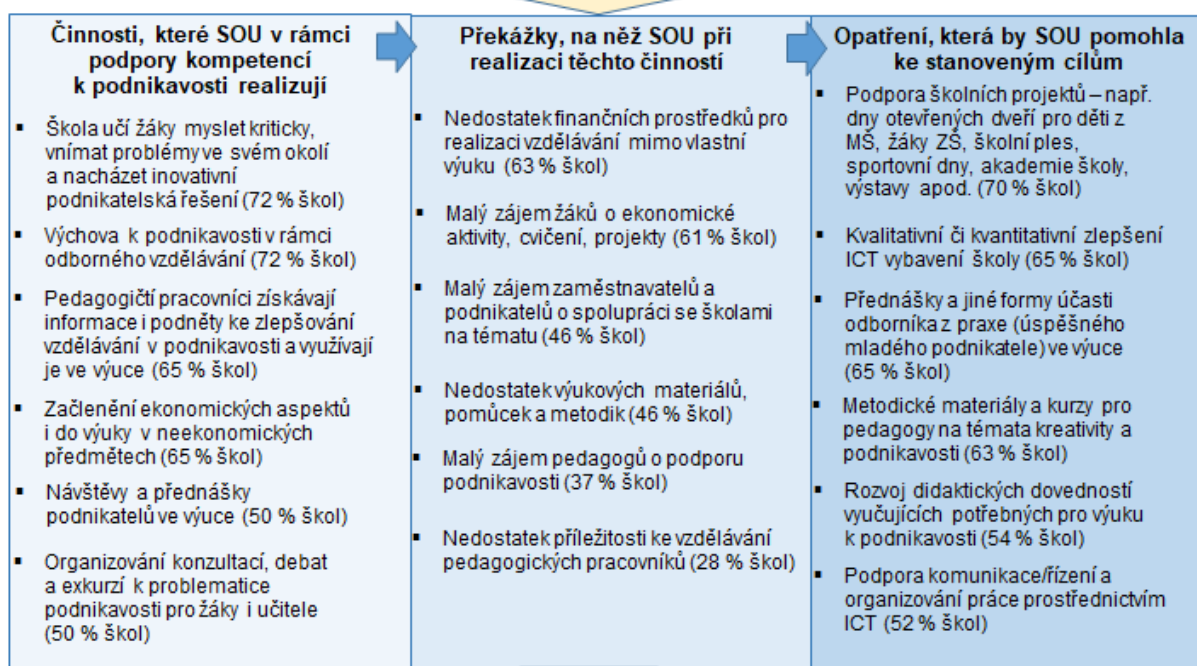 Činnosti, které SOU v rámci
podpory kompetencí
k podnikavosti realizují
▪ Škola učí žáky myslet kriticky,
vnímat problémy ve svém okolí
a nacházet inovativní
podnikatelská řešení (72 % škol)
▪ Výchova k podnikavosti v rámci
odborného vzdělávání (72 % škol)
▪ Pedagogičtí pracovníci získávají
informace i podněty ke zlepšování
vzdělávání v podnikavosti a využívají
je ve výuce (65 % škol)
▪ Začlenění ekonomických aspektů
i do výuky v neekonomických
předmětech (65 % škol)
▪ Návštěvy a přednášky
podnikatelů ve výuce (50 % škol)
▪ Organizování konzultací, debat
a exkurzí k problematice
podnikavosti pro žáky i učitele
(50 % škol)
Překážky, na něž SOU při
realizaci těchto činností
▪ Nedostatek finančních prostředků pro
realizaci vzdělávání mimo vlastní
výuku (63 % škol)
▪ Malý zájem žáků o ekonomické
aktivity, cvičení, projekty (61 % škol)
▪ Malý zájem zaměstnavatelů a
podnikatelů o spolupráci se školami
na tématu (46 % škol)
▪ Nedostatek výukových materiálů,
pomůcek a metodik (46 % škol)
▪ Malý zájem pedagogů o podporu
podnikavosti (37 % škol)
▪ Nedostatek příležitosti ke vzdělávání
pedagogických pracovníků (28 % škol)
Opatření, která by SOU pomohla
ke stanoveným cílům
▪ Podpora školních projektů – např.
dny otevřených dveří pro děti z
MŠ, žáky ZŠ, školní ples,
sportovní dny, akademie školy,
výstavy apod. (70 % škol)
▪ Kvalitativní či kvantitativní zlepšení
ICT vybavení školy (65 % škol)
▪ Přednášky a jiné formy účasti
odborníka z praxe (úspěšného
mladého podnikatele) ve výuce
(65 % škol)
▪ Metodické materiály a kurzy pro
pedagogy na témata kreativity a
podnikavosti (63 % škol)
▪ Rozvoj didaktických dovedností
vyučujících potřebných pro výuku
k podnikavosti (54 % škol)
▪ Podpora komunikace/řízení a
organizování práce prostřednictvím
ICT (52 % škol)